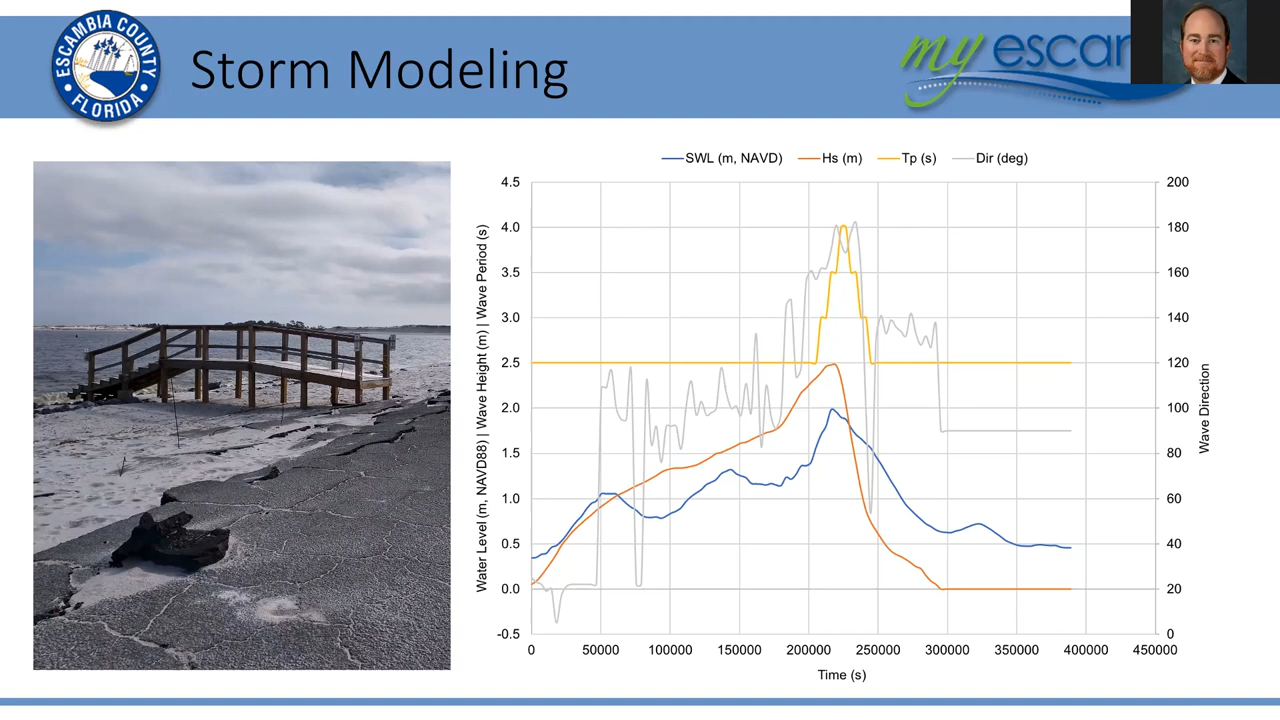 ESCAMBIA COUNTY
FLORIDA
Storm Modeling
my escar
SWL (m, NAVD) Hs (m) Tp (s) Dir (deg)
Water Level (m, NAVD88) | Wave Height (m) | Wave Period (s)
4.5
4.0
3.5
3.0
2.5
2.0
1.5
1.0
0.5
0.0
-0.5
200
180
160
140
120
100
80
60
40
20
0
Wave Direction
0 50000 100000 150000 200000 250000 300000 350000 400000 450000
Time (s)